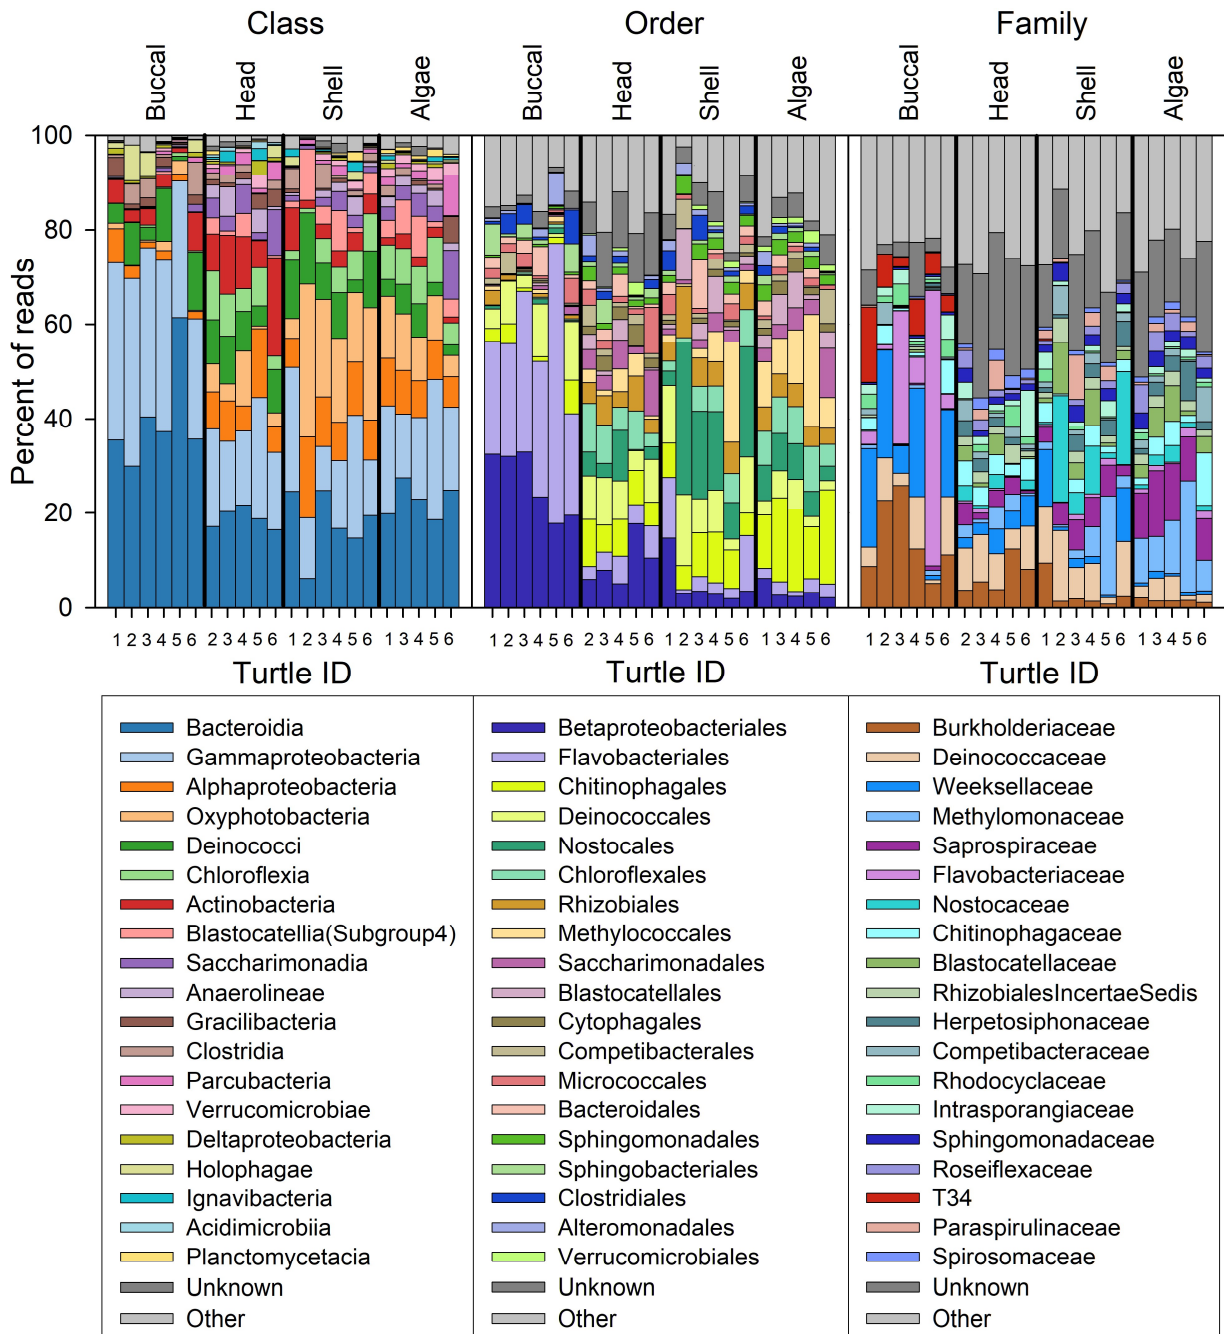 Class Order Family
Buccal Head Shell Algae Buccal Head Shell Algae Buccal Head Shell Algae
Percent of reads
100
80
60
40
20
0
1 2 3 4 5 6 2 3 4 5 6 1 2 3 4 5 6 1 3 4 5 6 1 2 3 4 5 6 2 3 4 5 6 1 2 3 4 5 6 1 3 4 5 6 1 2 3 4 5 6 2 3 4 5 6 1 2 3 4 5 6 1 3 4 5 6
Turtle ID Turtle ID Turtle ID
Bacteroidia
Gammaproteobacteria
Alphaproteobacteria
Oxyphotobacteria
Deinococci
Chloroflexia
Actinobacteria
Blastocatellia(Subgroup4)
Saccharimonadia
Anaerolineae
Gracilibacteria
Clostridia
Parcubacteria
Verrucomicrobiae
Deltaproteobacteria
Holophagae
Ignavibacteria
Acidimicrobiia
Planctomycetacia
Unknown
Other
Betaproteobacteriales
Flavobacteriales
Chitinophagales
Deinococcales
Nostocales
Chloroflexales
Rhizobiales
Methylococcales
Saccharimonadales
Blastocatellales
Cytophagales
Competibacterales
Micrococcales
Bacteroidales
Sphingomonadales
Sphingobacteriales
Clostridiales
Alteromonadales
Verrucomicrobiales
Unknown
Other
Burkholderiaceae
Deinococcaceae
Weeksellaceae
Methylomonaceae
Saprospiraceae
Flavobacteriaceae
Nostocaceae
Chitinophagaceae
Blastocatellaceae
RhizobialesIncertaeSedis
Herpetosiphonaceae
Competibacteraceae
Rhodocyclaceae
Intrasporangiaceae
Sphingomonadaceae
Roseiflexaceae
T34
Paraspirulinaceae
Spirosomaceae
Unknown
Other